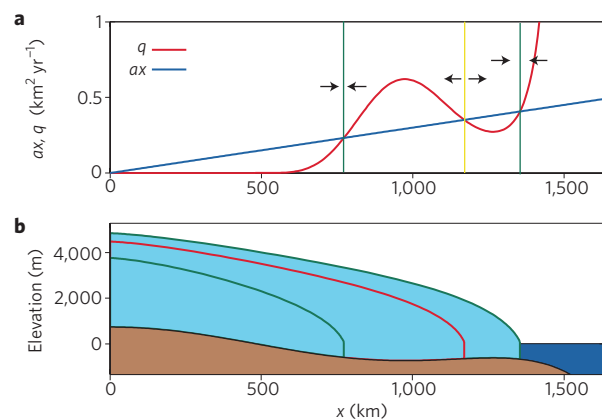 a
1
0.5
0
ax, q (km² yr⁻¹)
q
ax
0
500
1,000
1,500
b
4,000
2,000
0
Elevation (m)
0
500
1,000
1,500
x (km)